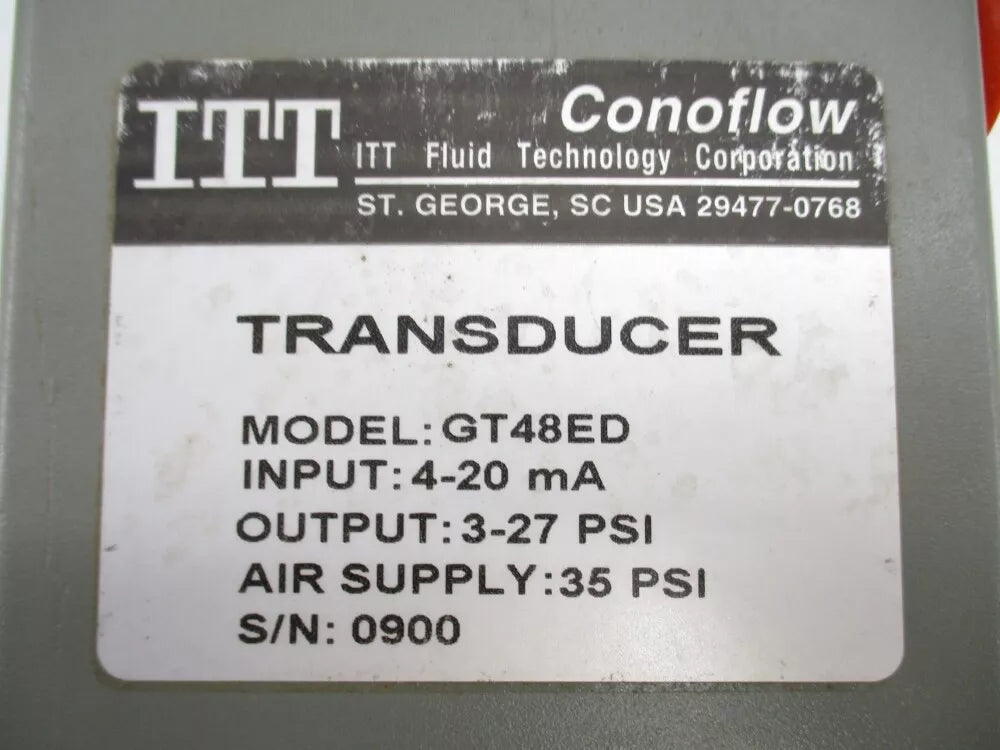 ITT
Conoflow
ITT Fluid Technology Corporation
ST. GEORGE, SC USA 29477-0768
TRANSDUCER
MODEL: GT48ED
INPUT: 4-20 mA
OUTPUT: 3-27 PSI
AIR SUPPLY: 35 PSI
S/N: 0900